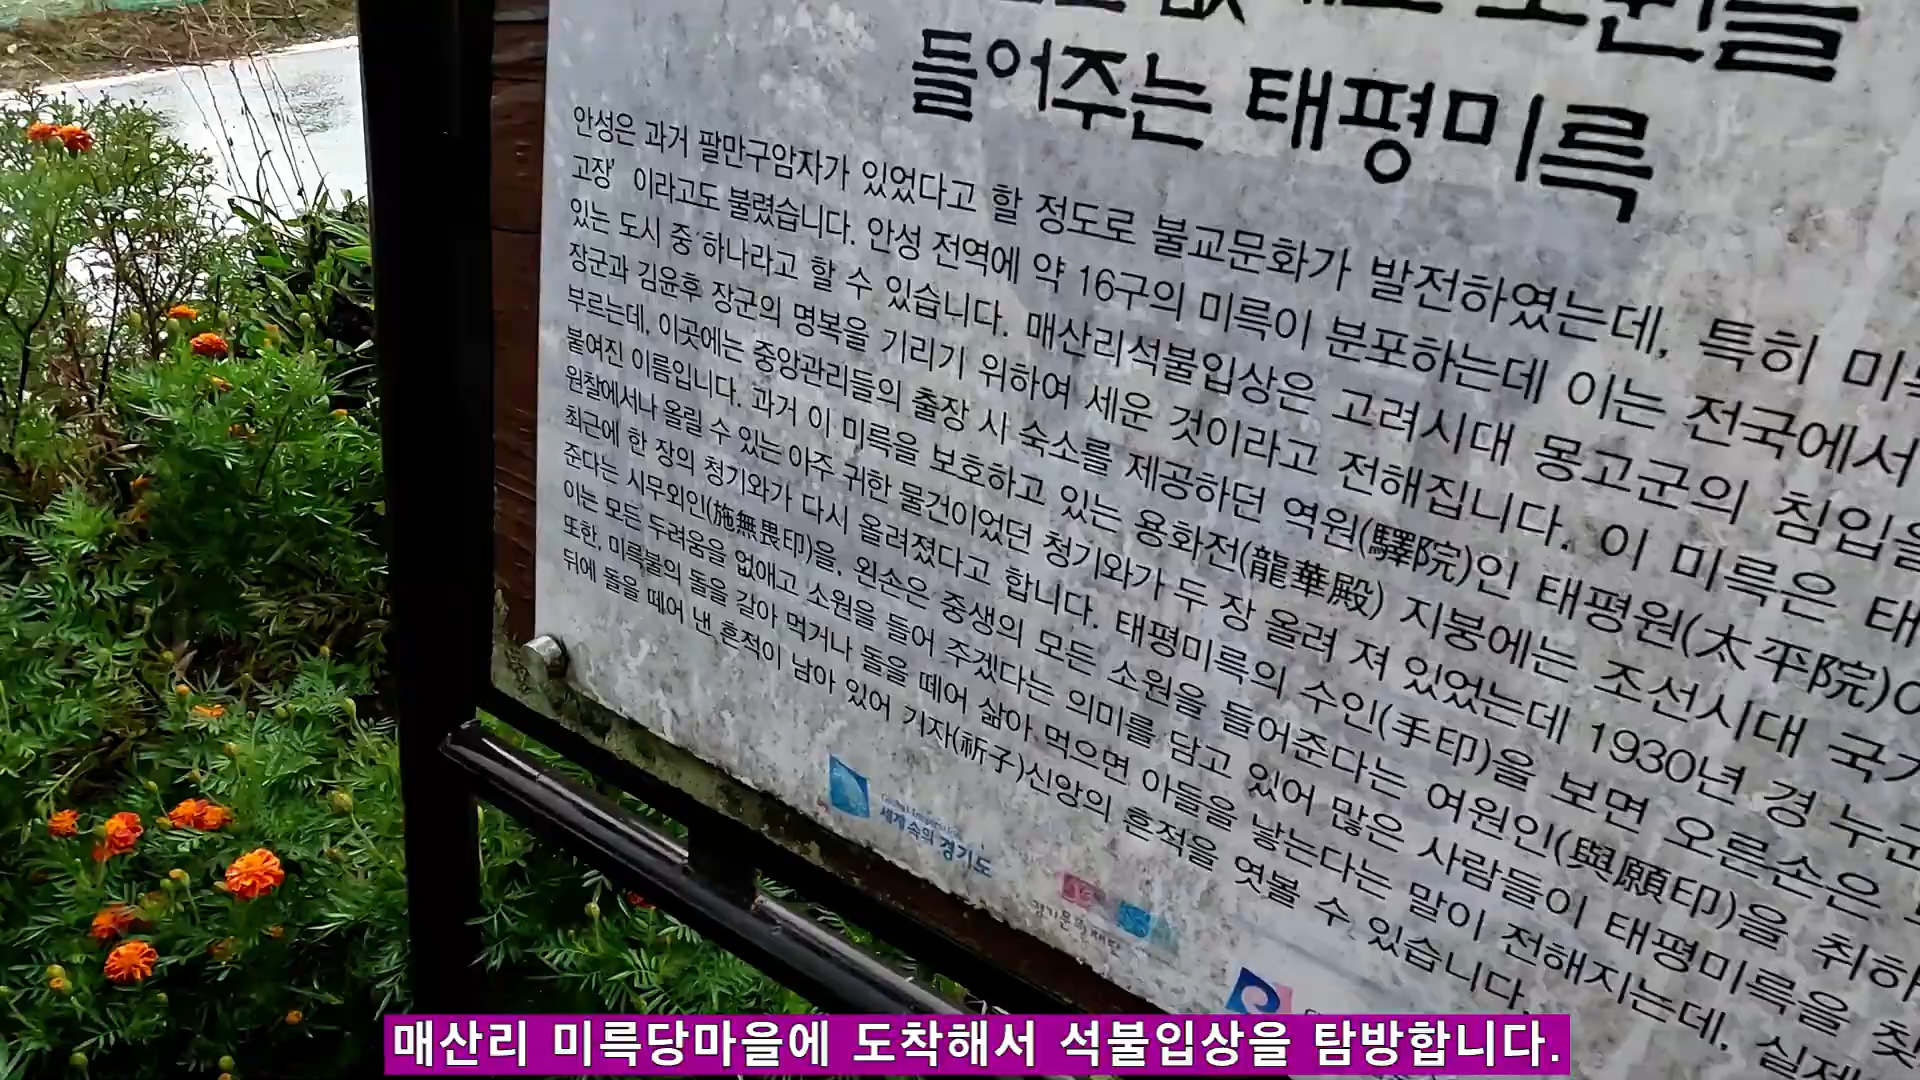 소원을
들어주는 태평미륵
안성은 과거 팔만구암자가 있었다고 할 정도로 불교문화가 발전하였는데, 특히
고장' 이라고도 불렸습니다. 안성 전역에 약 16구의 미륵이 분포하는데 이는 전국에서
있는 도시 중 하나라고 할 수 있습니다. 매산리석불입상은 고려시대 몽고군의 침입을
장군과 김윤후 장군의 명복을 기리기 위하여 세운 것이라고 전해집니다. 이 미륵은 태
부르는데, 이곳에는 중앙관리들의 출장 시 숙소를 제공하던 역원(驛院)인 태평원(太平院)이
붙여진 이름입니다. 과거 이 미륵을 보호하고 있는 용화전(龍華殿) 지붕에는 조선시대 국가
원찰에서나 올릴 수 있는 아주 귀한 물건이었던 청기와가 두 장 올려 져 있었는데 1930년 경 누군
최근에 한 장의 청기와가 다시 올려졌다고 합니다. 태평미륵의 수인(手印)을 보면 오른손은
준다는 시무외인(施無畏印)을, 왼손은 중생의 모든 소원을 들어준다는 여원인(與願印)을 취하
이는 모든 두려움을 없애고 소원을 들어 주겠다는 의미를 담고 있어 많은 사람들이 태평미륵을 찾
또한, 미륵불의 돌을 갈아 먹거나 돌을 떼어 삶아 먹으면 아들을 낳는다는 말이 전해지는데, 실제
뒤에 돌을 떼어 낸 흔적이 남아 있어 기자(祈子)신앙의 흔적을 엿볼 수 있습니다.
세계 속의 경기도
매산리 미륵당마을에 도착해서 석불입상을 탐방합니다.